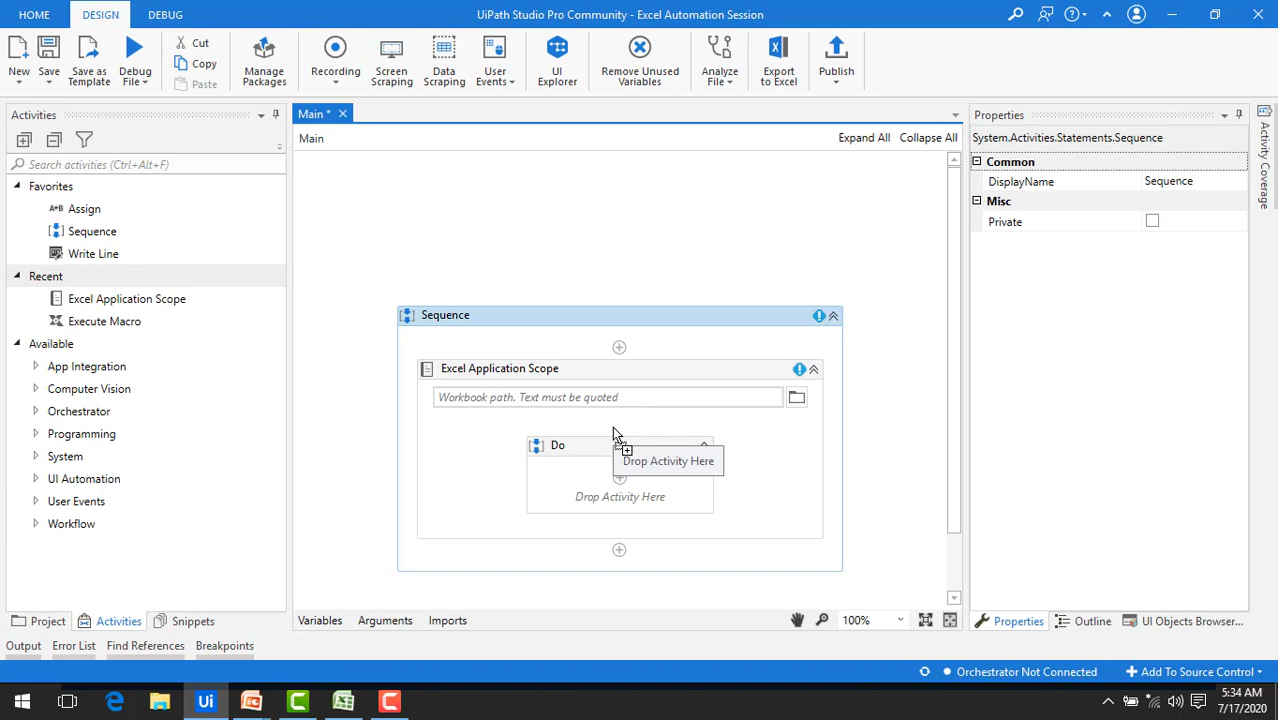 HOME
DESIGN
DEBUG
UiPath Studio Pro Community - Excel Automation Session
New
Save
Save as Template
Debug File
Cut
Copy
Paste
Manage Packages
Recording
Screen Scraping
Data Scraping
User Events
UI Explorer
Remove Unused Variables
Analyze File
Export to Excel
Publish
Activities
Search activities (Ctrl+Alt+F)
Favorites
Assign
Sequence
Write Line
Recent
Excel Application Scope
Execute Macro
Available
App Integration
Computer Vision
Orchestrator
Programming
System
UI Automation
User Events
Workflow
Project
Activities
Snippets
Main *
Main
Expand All
Collapse All
Sequence
Excel Application Scope
Workbook path. Text must be quoted
Do
Drop Activity Here
Drop Activity Here
Variables
Arguments
Imports
100%
Properties
System.Activities.Statements.Sequence
Common
DisplayName
Sequence
Misc
Private
Activity Coverage
Properties
Outline
UI Objects Browser...
Output
Error List
Find References
Breakpoints
Orchestrator Not Connected
Add To Source Control
Ui
5:34 AM
7/17/2020